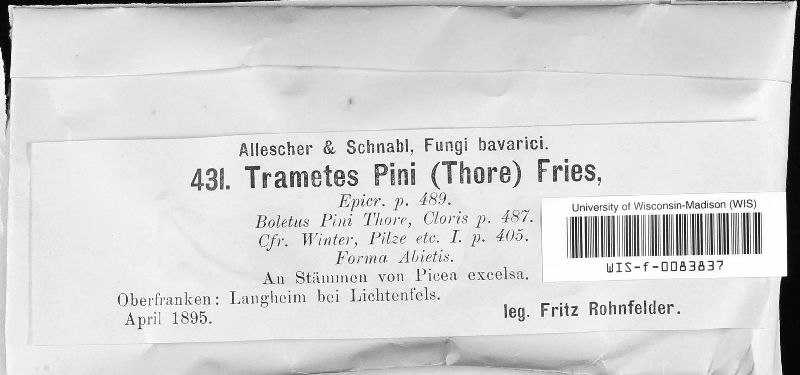 Allescher & Schnabl, Fungi bavarici.
431. Trametes Pini (Thore) Fries,
Epicr. p. 489.
Boletus Pini Thore, Cloris p. 487.
Cfr. Winter, Pilze etc. I. p. 405.
Forma Abietis.
An Stämmen von Picea excelsa.
Oberfranken: Langheim bei Lichtenfels.
April 1895.
leg. Fritz Rohnfelder.
University of Wisconsin-Madison (WIS)
WIS-f-0083837